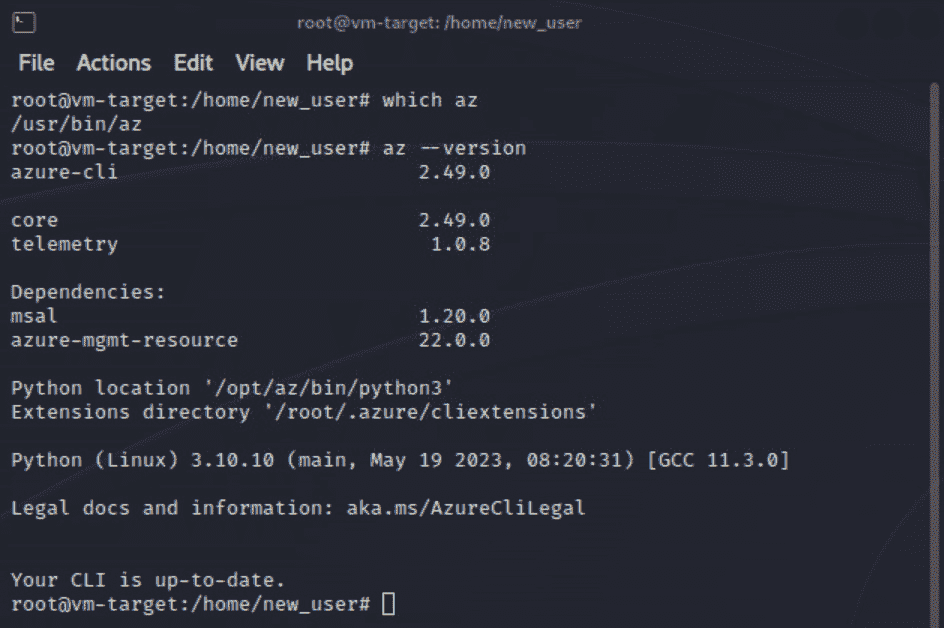 root@vm-target: /home/new_user
File Actions Edit View Help
root@vm-target:/home/new_user# which az
/usr/bin/az
root@vm-target:/home/new_user# az --version
azure-cli 2.49.0
core 2.49.0
telemetry 1.0.8
Dependencies:
msal 1.20.0
azure-mgmt-resource 22.0.0
Python location '/opt/az/bin/python3'
Extensions directory '/root/.azure/cliextensions'
Python (Linux) 3.10.10 (main, May 19 2023, 08:20:31) [GCC 11.3.0]
Legal docs and information: aka.ms/AzureCliLegal
Your CLI is up-to-date.
root@vm-target:/home/new_user#